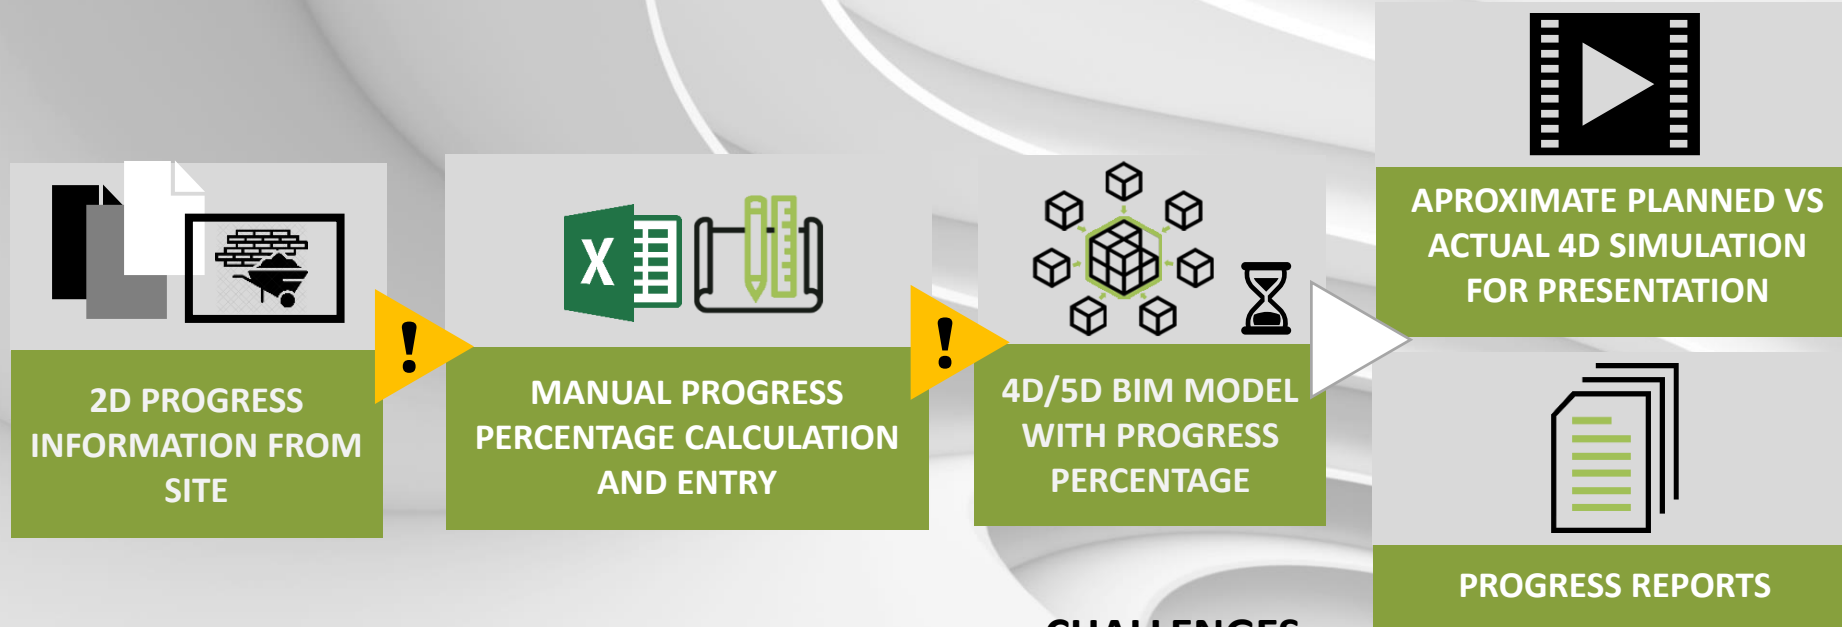 2D PROGRESS
INFORMATION FROM
SITE
!
X
MANUAL PROGRESS
PERCENTAGE CALCULATION
AND ENTRY
!
4D/5D BIM MODEL
WITH PROGRESS
PERCENTAGE
APROXIMATE PLANNED VS
ACTUAL 4D SIMULATION
FOR PRESENTATION
PROGRESS REPORTS
CHALLENGES